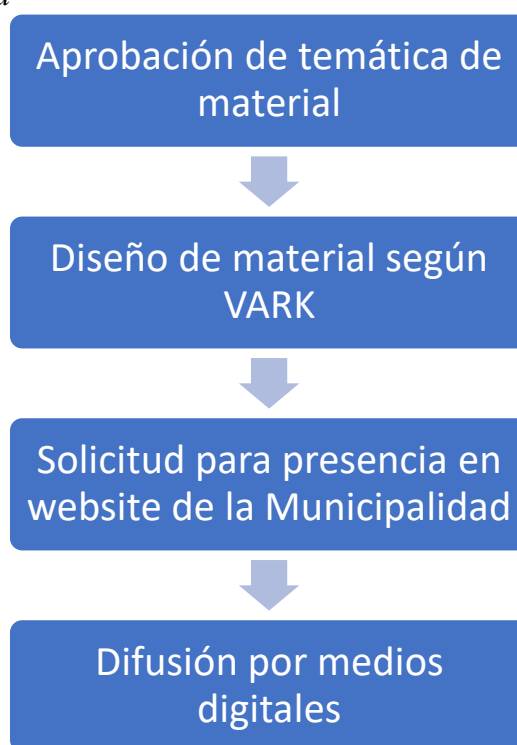 Aprobación de temática de
material
Diseño de material según
VARK
Solicitud para presencia en
website de la Municipalidad
Difusión por medios
digitales